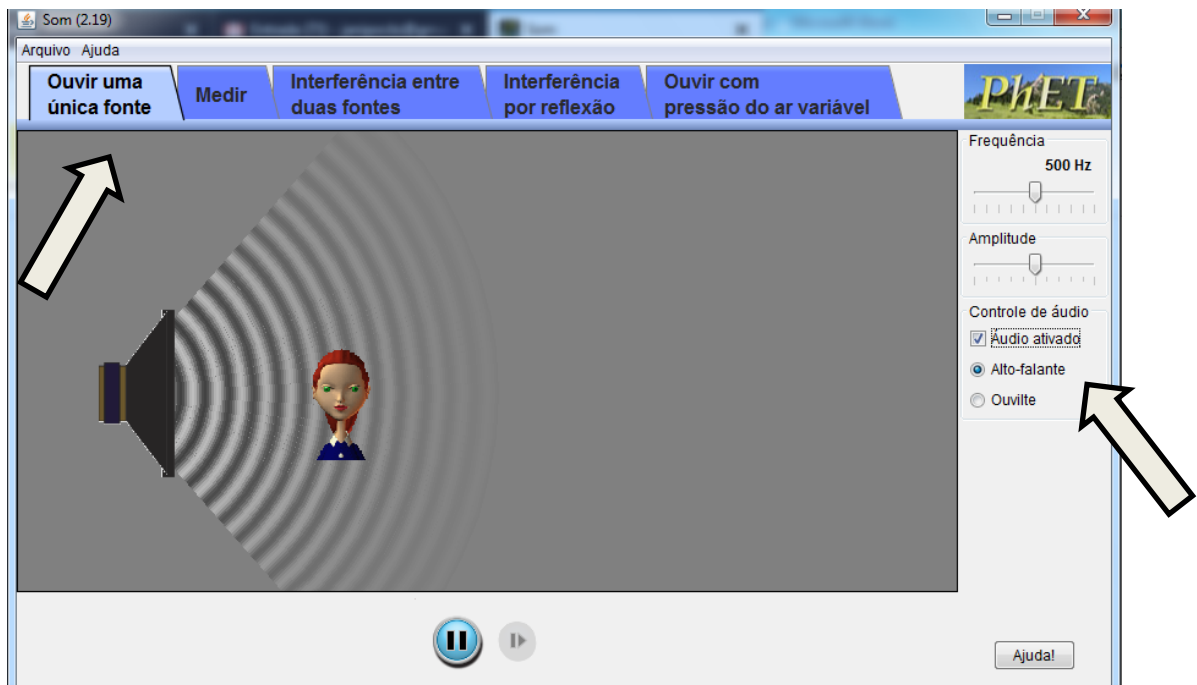 Som (2.19)
Arquivo Ajuda
Ouvir uma
única fonte
Medir
Interferência entre
duas fontes
Interferência
por reflexão
Ouvir com
pressão do ar variável
PhET
Frequência
500 Hz
Amplitude
Controle de áudio
Áudio ativado
Alto-falante
Ouvilte
Ajuda!